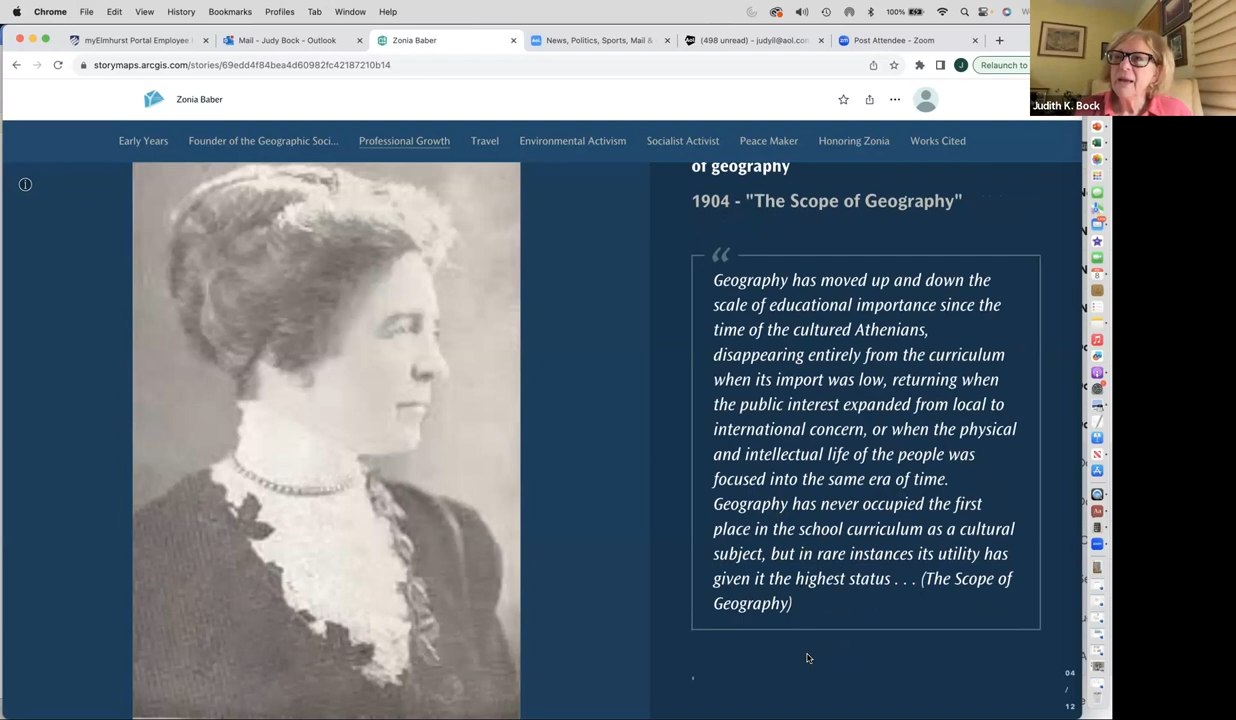 Chrome File Edit View History Bookmarks Profiles Tab Window Help 100%
myElmhurst Portal Employee
Mail - Judy Bock - Outlook
Zonia Baber
News, Politics, Sports, Mail &
(498 unread) - judyil@aol.com
Post Attendee - Zoom
storymaps.arcgis.com/stories/69edd4f84bea4d60982fc42187210b14
J
Relaunch to
Judith K. Bock
Zonia Baber
Early Years Founder of the Geographic Soci... Professional Growth Travel Environmental Activism Socialist Activist Peace Maker Honoring Zonia Works Cited
of geography
1904 - "The Scope of Geography"
“
Geography has moved up and down the
scale of educational importance since the
time of the cultured Athenians,
disappearing entirely from the curriculum
when its import was low, returning when
the public interest expanded from local to
international concern, or when the physical
and intellectual life of the people was
focused into the same era of time.
Geography has never occupied the first
place in the school curriculum as a cultural
subject, but in rare instances its utility has
given it the highest status . . . (The Scope of
Geography)
04
/
12